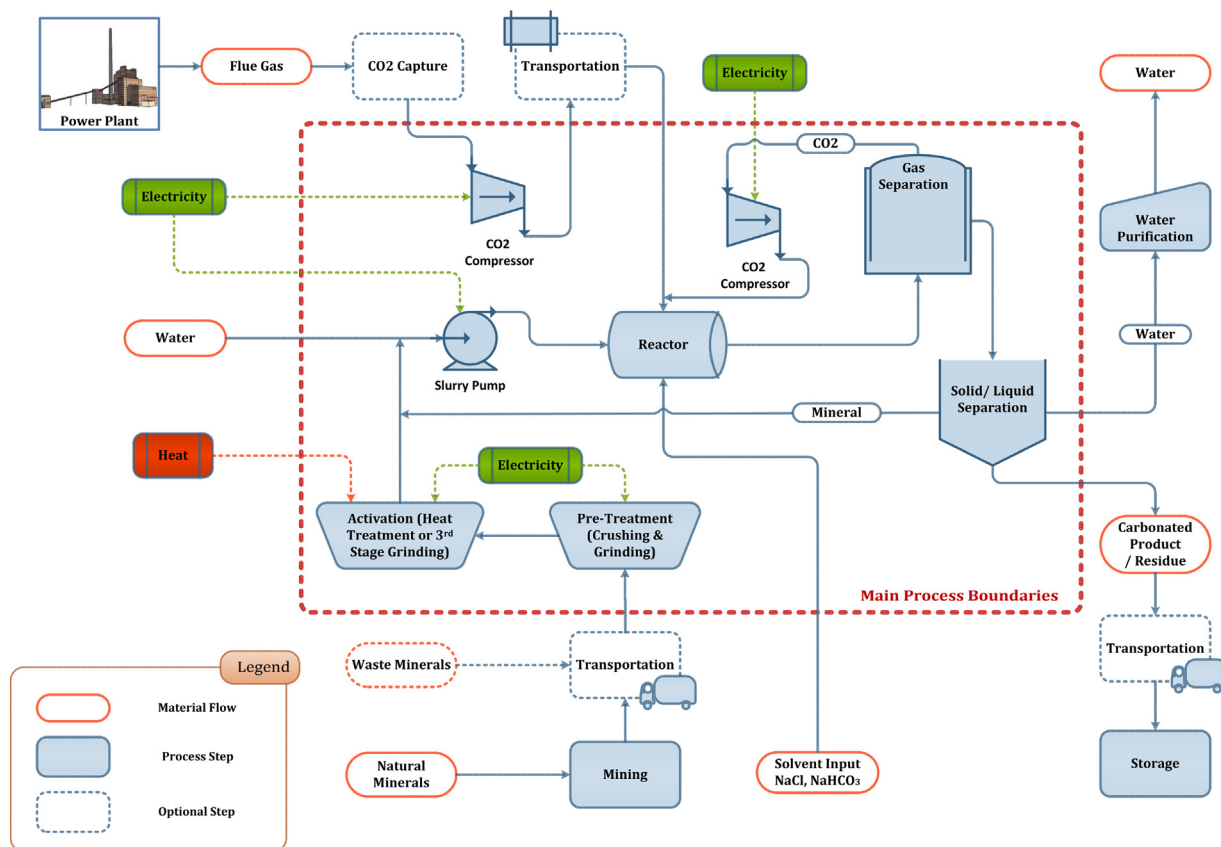 Power Plant
Flue Gas
CO2 Capture
Transportation
Electricity
Water
CO2
Gas
Separation
Electricity
CO2
Compressor
CO2
Compressor
Water
Purification
Water
Slurry Pump
Reactor
Water
Mineral
Solid/ Liquid
Separation
Heat
Electricity
Activation (Heat
Treatment or 3rd
Stage Grinding)
Pre-Treatment
(Crushing &
Grinding)
Carbonated
Product
/ Residue
Main Process Boundaries
Waste Minerals
Transportation
Transportation
Legend
Material Flow
Process Step
Optional Step
Natural
Minerals
Mining
Solvent Input
NaCl, NaHCO3
Storage